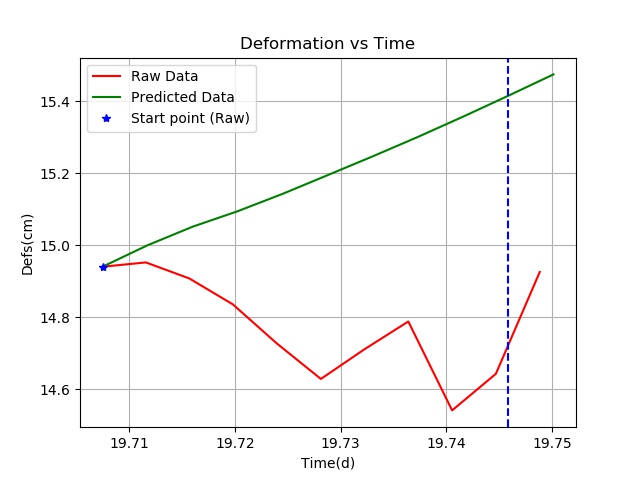 Deformation vs Time
Raw Data
Predicted Data
Start point (Raw)
Defs(cm)
15.4
15.2
15.0
14.8
14.6
19.71 19.72 19.73 19.74 19.75
Time(d)